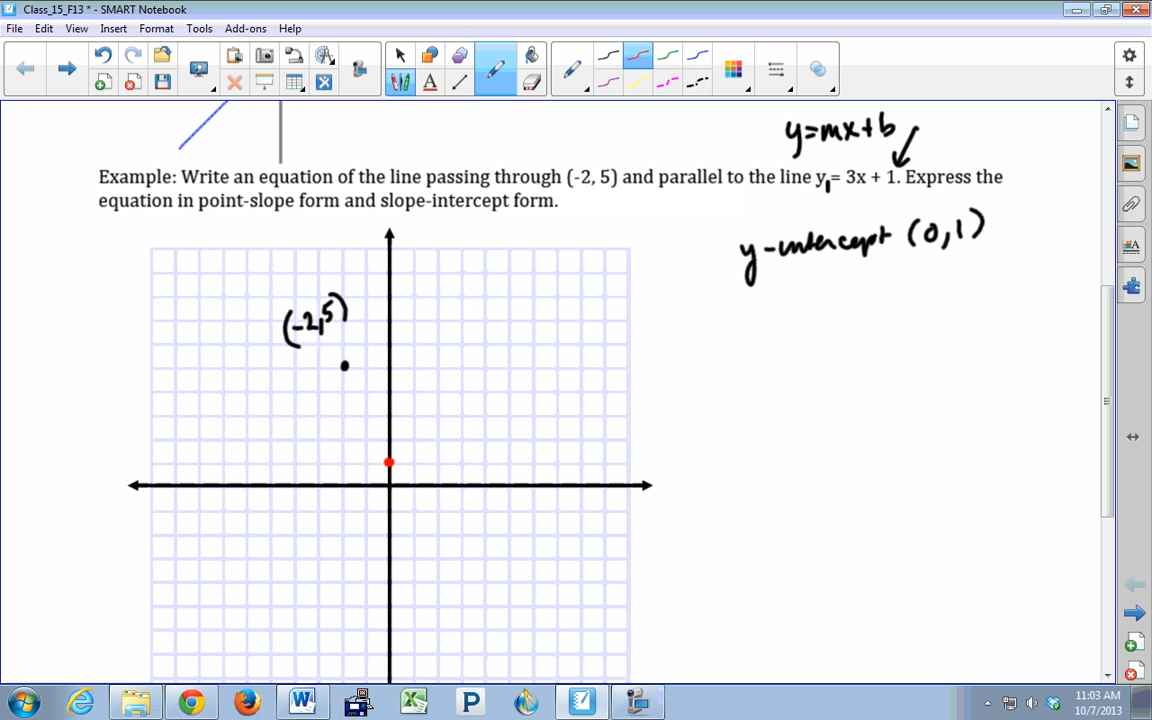 Class_15_F13 * - SMART Notebook
File Edit View Insert Format Tools Add-ons Help
y=mx+b
Example: Write an equation of the line passing through (-2, 5) and parallel to the line y₁= 3x + 1. Express the
equation in point-slope form and slope-intercept form.
y-intercept (0,1)
(-2,5)
11:03 AM
10/7/2013